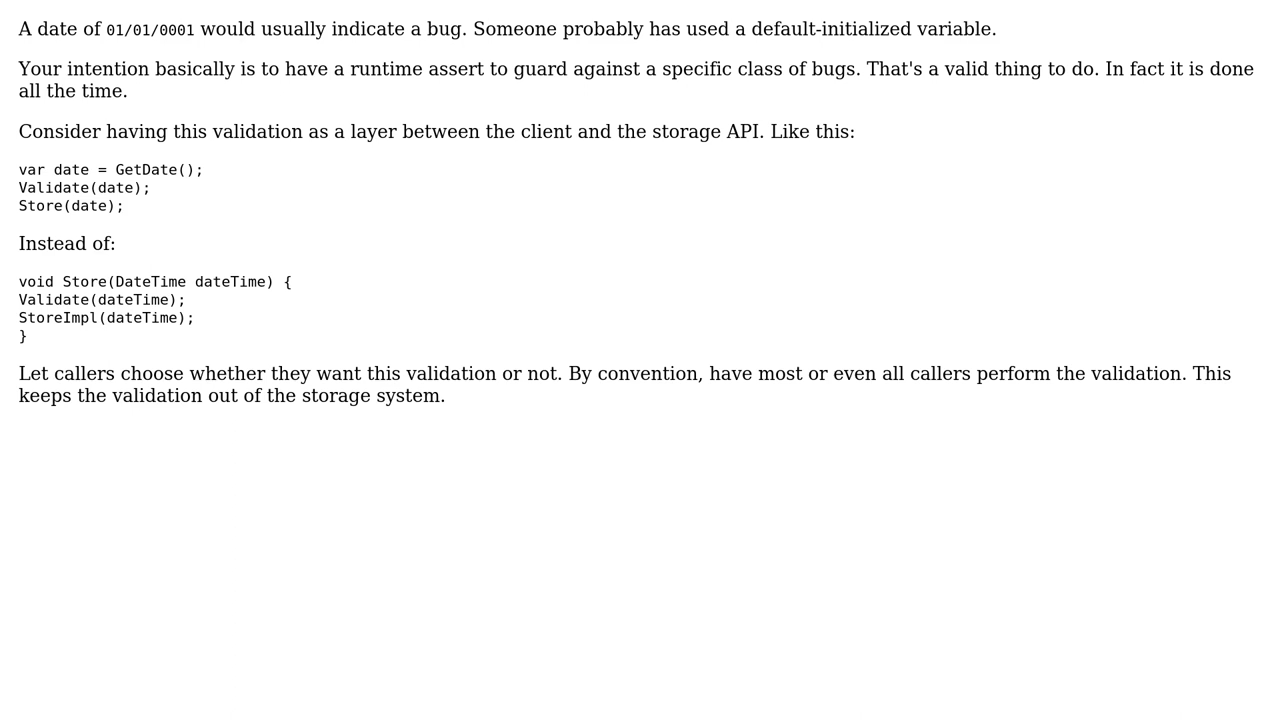 A date of 01/01/0001 would usually indicate a bug. Someone probably has used a default-initialized variable.
Your intention basically is to have a runtime assert to guard against a specific class of bugs. That's a valid thing to do. In fact it is done
all the time.
Consider having this validation as a layer between the client and the storage API. Like this:
var date = GetDate();
Validate(date);
Store(date);
Instead of:
void Store(DateTime dateTime) {
Validate(dateTime);
StoreImpl(dateTime);
}
Let callers choose whether they want this validation or not. By convention, have most or even all callers perform the validation. This
keeps the validation out of the storage system.